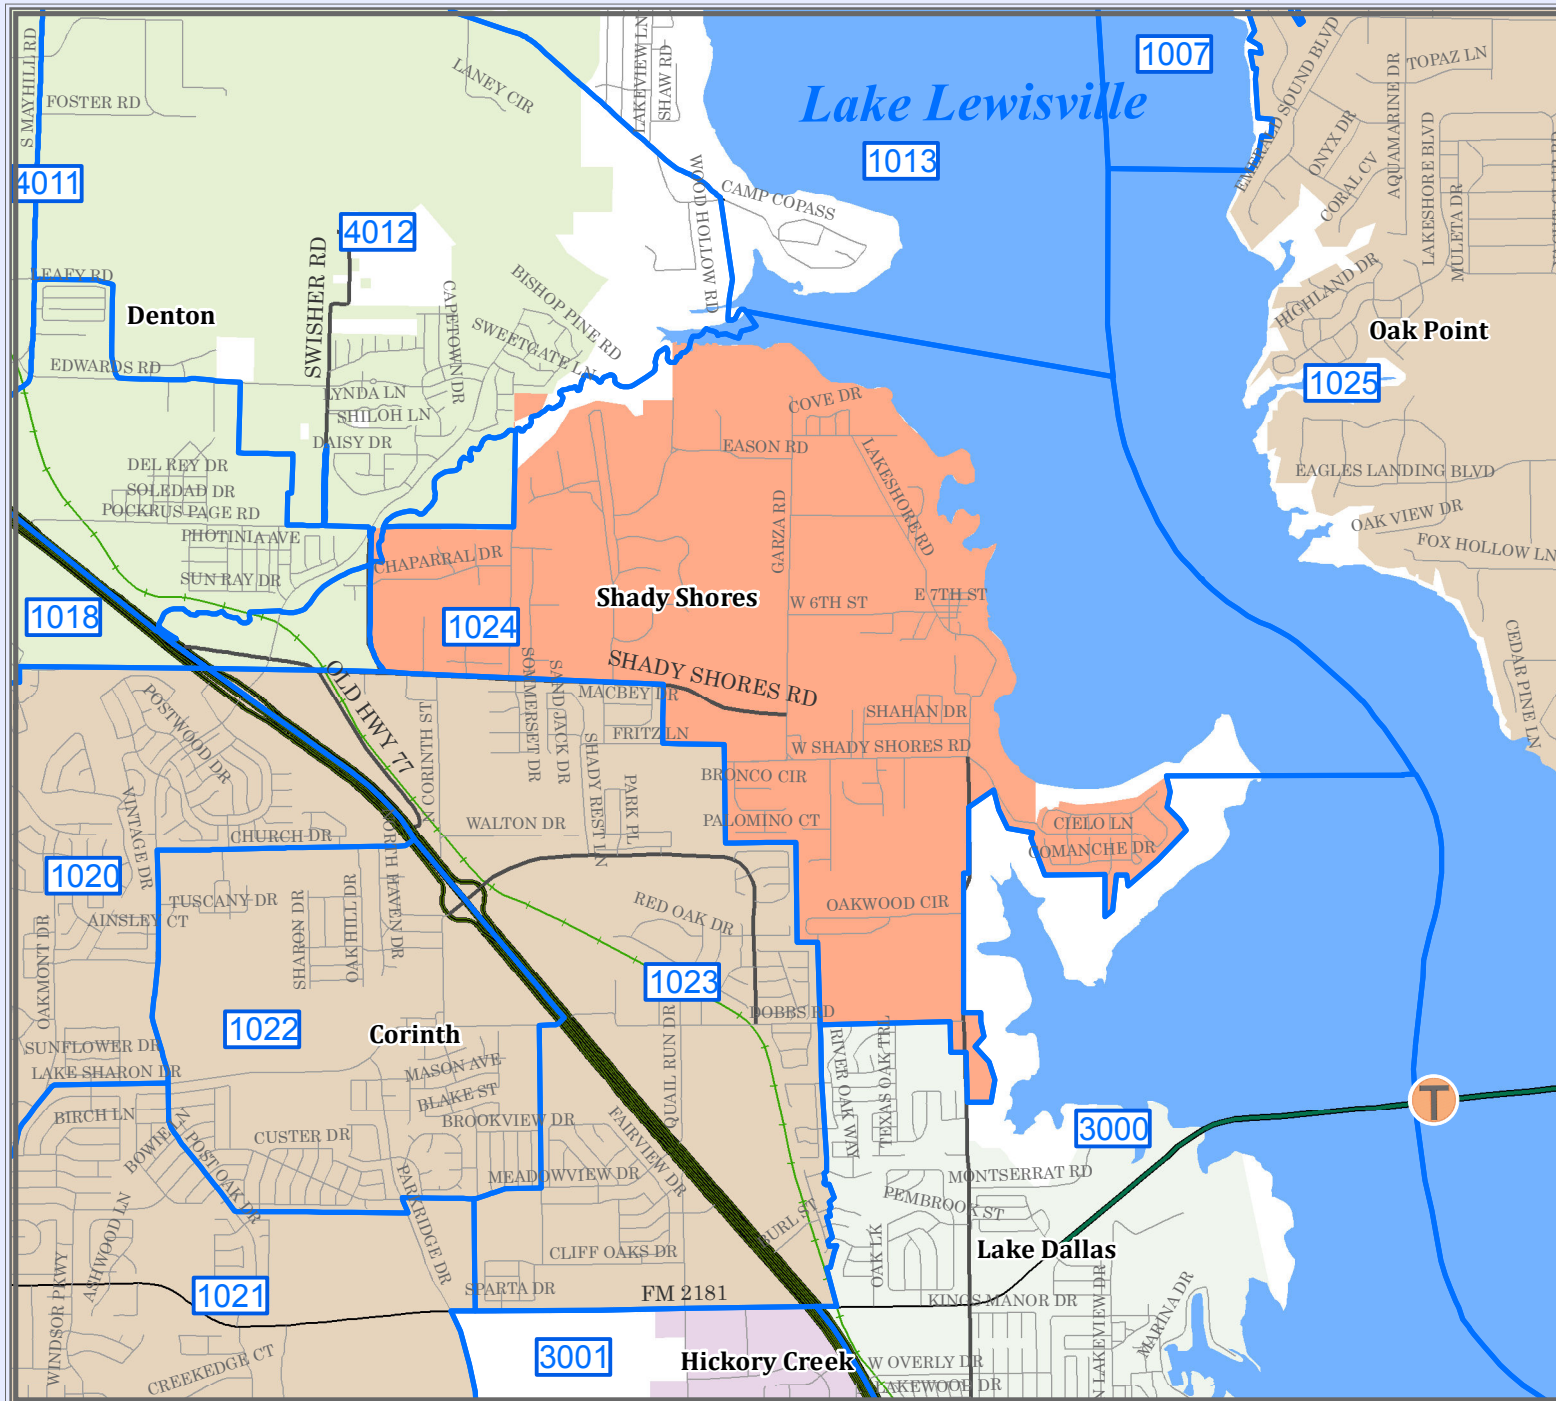 S MAYHILL RD
FOSTER RD
LANEY CIR
LAKEVIEW LN
SHAW RD
Lake Lewisville
1007
1013
EMERALD SOUND BLVD
TOPAZ LN
AQUAMARINE DR
ONYX DR
CORAL CV
LAKESHORE BLVD
MULETA DR
4011
4012
WOOD HOLLOW RD
CAMP COPASS
LEAFY RD
Denton
SWISHER RD
CAPETOWN DR
BISHOP PINE RD
SWEETGATE LN
HIGHLAND DR
Oak Point
1025
EDWARDS RD
LYNDA LN
SHILOH LN
DAISY DR
COVE DR
EASON RD
LAKESHORE RD
DEL REY DR
SOLEDAD DR
POCKRUS PAGE RD
PHOTINIA AVE
SUN RAY DR
EAGLES LANDING BLVD
OAK VIEW DR
FOX HOLLOW LN
CHAPARRAL DR
GARZA RD
Shady Shores
W 6TH ST
E 7TH ST
1018
1024
CEDAR PINE LN
OLD HWY 77
SHADY SHORES RD
POSTWOOD DR
N CORINTH ST
SOMMERSET DR
SAND JACK DR
MACBEY DR
FRITZ LN
SHADY REST LN
PARK PL
SHAHAN DR
W SHADY SHORES RD
BRONCO CIR
PALOMINO CT
VINTAGE DR
CHURCH DR
NORTH HAVEN DR
WALTON DR
CIELO LN
COMANCHE DR
1020
TUSCANY DR
AINSLEY CT
SHARON DR
OAKHILL DR
OAKMONT DR
RED OAK DR
OAKWOOD CIR
1023
DOBBS RD
1022
Corinth
SUNFLOWER DR
LAKE SHARON DR
MASON AVE
BLAKE ST
BROOKVIEW DR
QUAIL RUN DR
RIVER OAK WAY
TEXAS OAK TRL
BIRCH LN
BOWIE
POST OAK DR
CUSTER DR
PARKRIDGE DR
FAIRVIEW DR
MEADOWVIEW DR
3000
T
MONTSERRAT RD
PEMBROOK ST
ASHWOOD LN
WINDSOR PKWY
BURL ST
OAK LK
Lake Dallas
CLIFF OAKS DR
SPARTA DR
FM 2181
KINGS MANOR DR
1021
N LAKEVIEW DR
MARINA DR
3001
Hickory Creek
CREEKEDGE CT
W OVERLY DR
LAKEWOOD DR